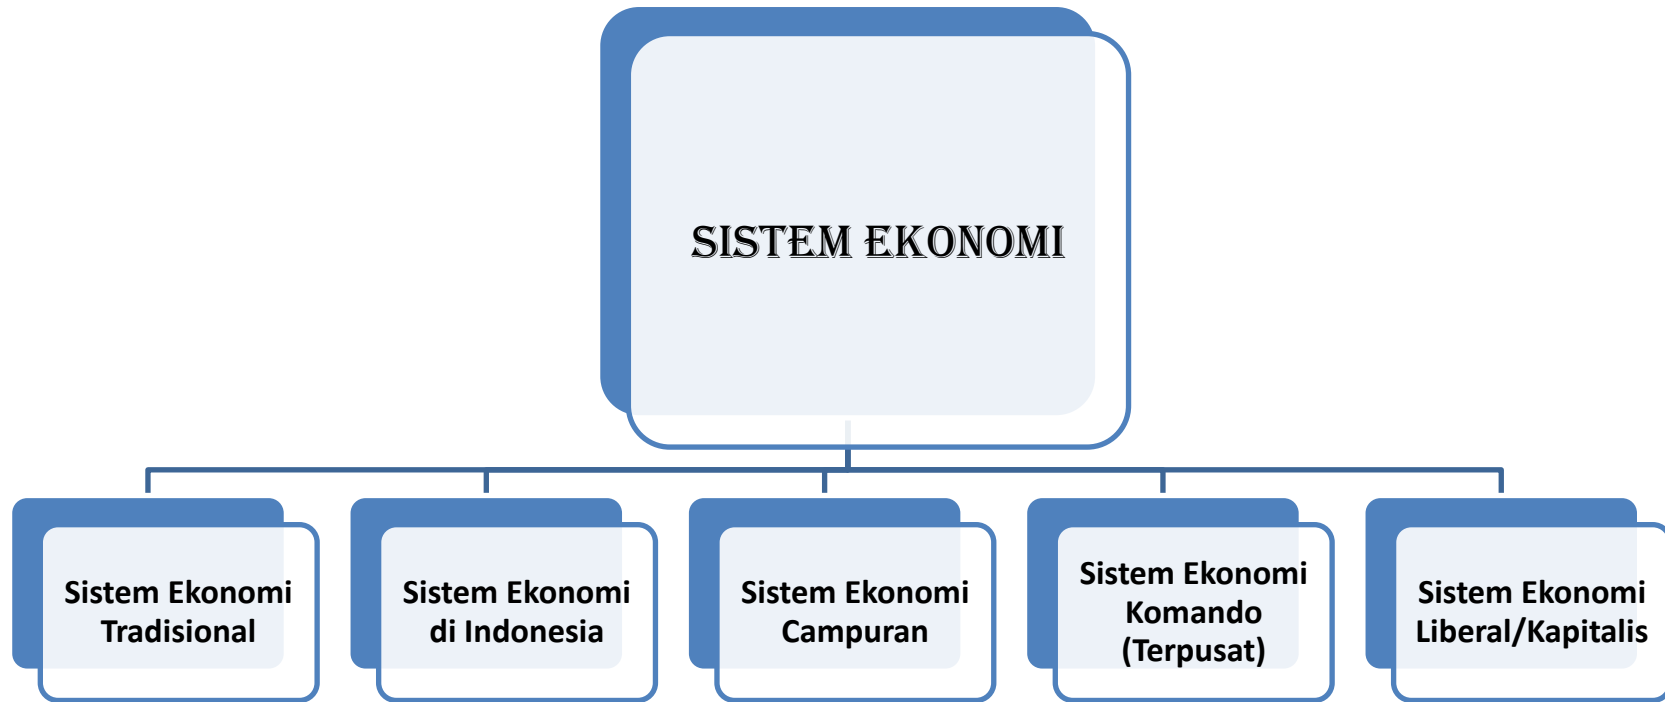 SISTEM EKONOMI
Sistem Ekonomi
Tradisional
Sistem Ekonomi
di Indonesia
Sistem Ekonomi
Campuran
Sistem Ekonomi
Komando
(Terpusat)
Sistem Ekonomi
Liberal/Kapitalis